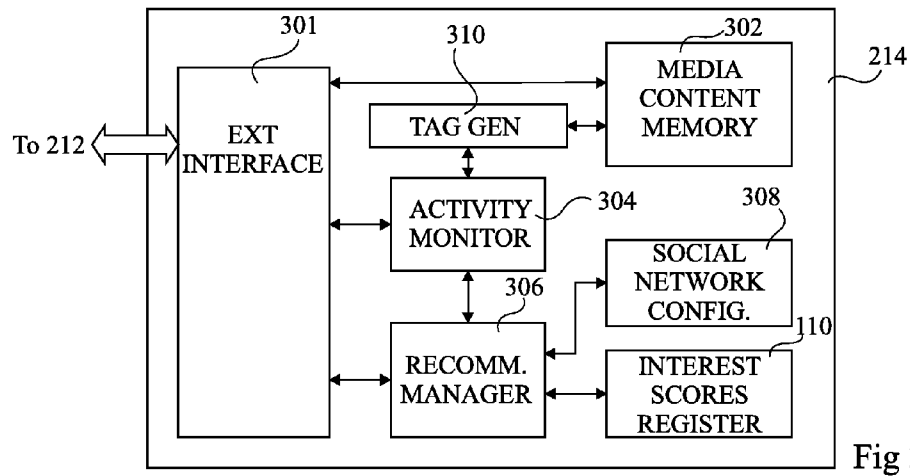 301
310
302
214
MEDIA
CONTENT
MEMORY
TAG GEN
To 212
EXT
INTERFACE
ACTIVITY
MONITOR
304
308
SOCIAL
NETWORK
CONFIG.
306
110
RECOMM.
MANAGER
INTEREST
SCORES
REGISTER
Fig